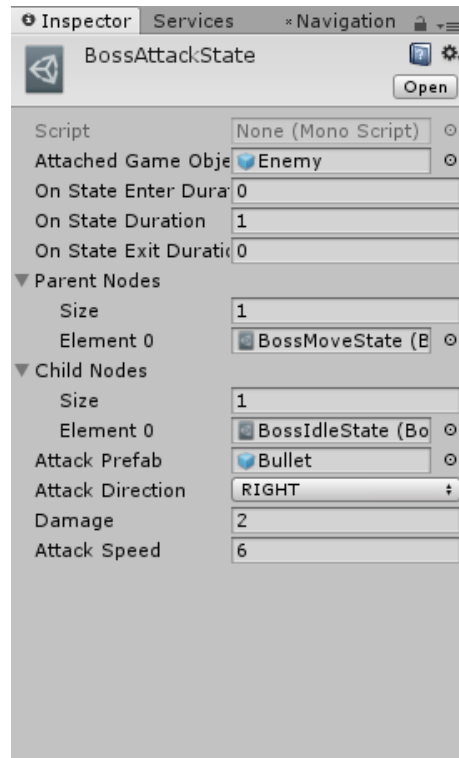 Inspector Services Navigation
BossAttackState
Open
Script None (Mono Script)
Attached Game Obje Enemy
On State Enter Durat 0
On State Duration 1
On State Exit Duratio 0
Parent Nodes
Size 1
Element 0 BossMoveState (B
Child Nodes
Size 1
Element 0 BossIdleState (Bo
Attack Prefab Bullet
Attack Direction RIGHT
Damage 2
Attack Speed 6